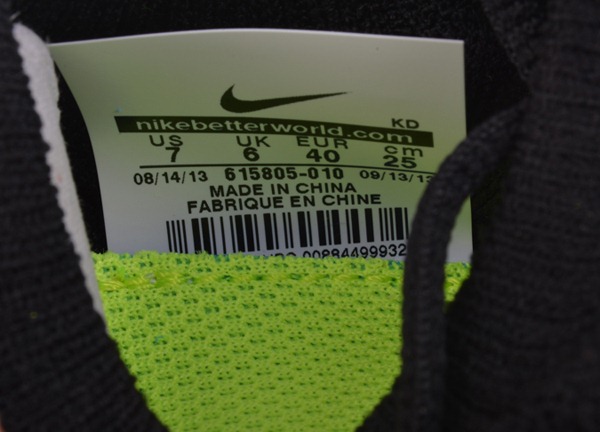 nikebetterworld.com KD
US UK EUR cm
7 6 40 25
08/14/13 615805-010 09/13/13
MADE IN CHINA
FABRIQUE EN CHINE
00884499932